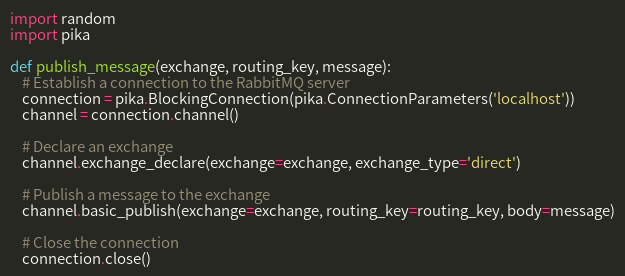 import random
import pika

def publish_message(exchange, routing_key, message):
    # Establish a connection to the RabbitMQ server
    connection = pika.BlockingConnection(pika.ConnectionParameters('localhost'))
    channel = connection.channel()

    # Declare an exchange
    channel.exchange_declare(exchange=exchange, exchange_type='direct')

    # Publish a message to the exchange
    channel.basic_publish(exchange=exchange, routing_key=routing_key, body=message)

    # Close the connection
    connection.close()